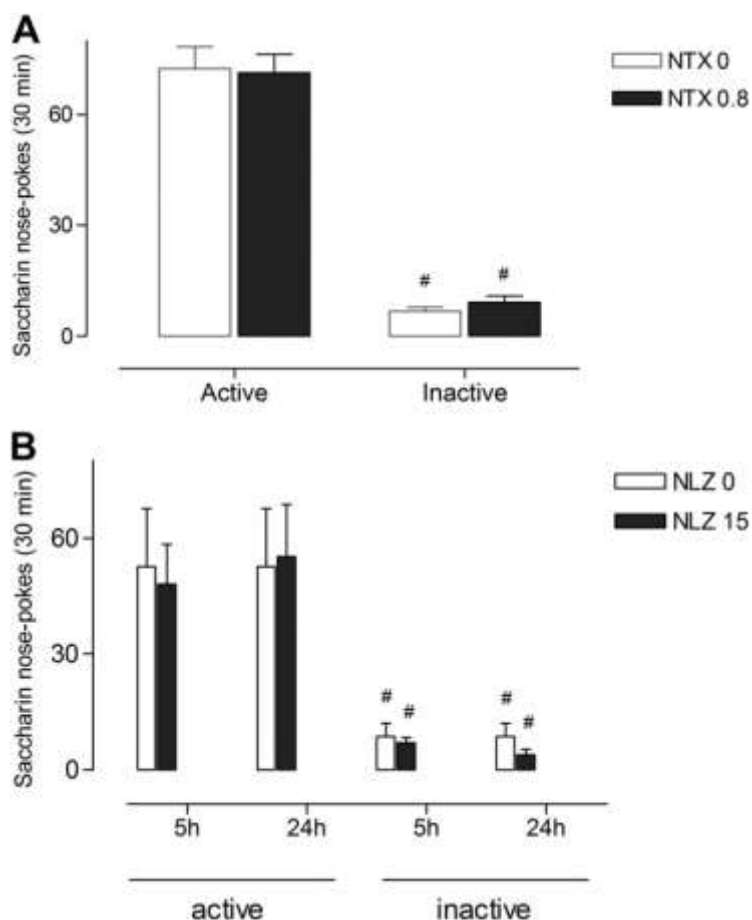 A
Saccharin nose-pokes (30 min)
60
30
0
NTX 0
NTX 0.8
#
#
Active
Inactive
B
Saccharin nose-pokes (30 min)
60
30
0
NLZ 0
NLZ 15
#
#
#
#
5h
24h
5h
24h
active
inactive